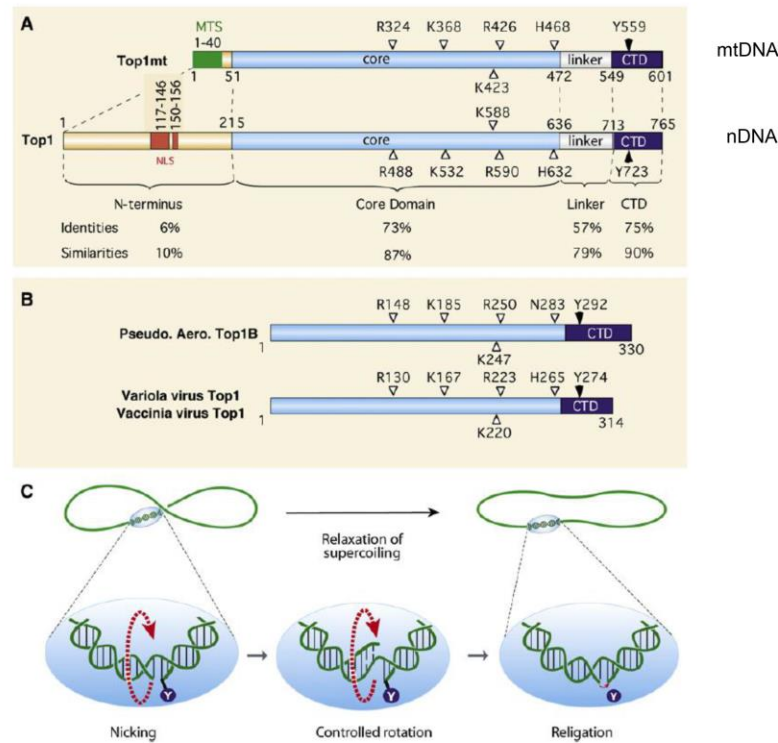 A
MTS
1-40
R324 K368 R426 H468 Y559
mtDNA
Top1mt
core
linker
CTD
1 51 472 549 601
K423
117-146
150-156
K588
1 215 636 713 765
nDNA
Top1
NLS
core
linker
CTD
R488 K532 R590 H632 Y723
N-terminus Core Domain Linker CTD
Identities 6% 73% 57% 75%
Similarities 10% 87% 79% 90%
B
R148 K185 R250 N283 Y292
Pseudo. Aero. Top1B
CTD
1 330
K247
R130 K167 R223 H265 Y274
Variola virus Top1
Vaccinia virus Top1
CTD
1 314
K220
C
Relaxation of
supercoiling
Y Y Y
Nicking Controlled rotation Religation